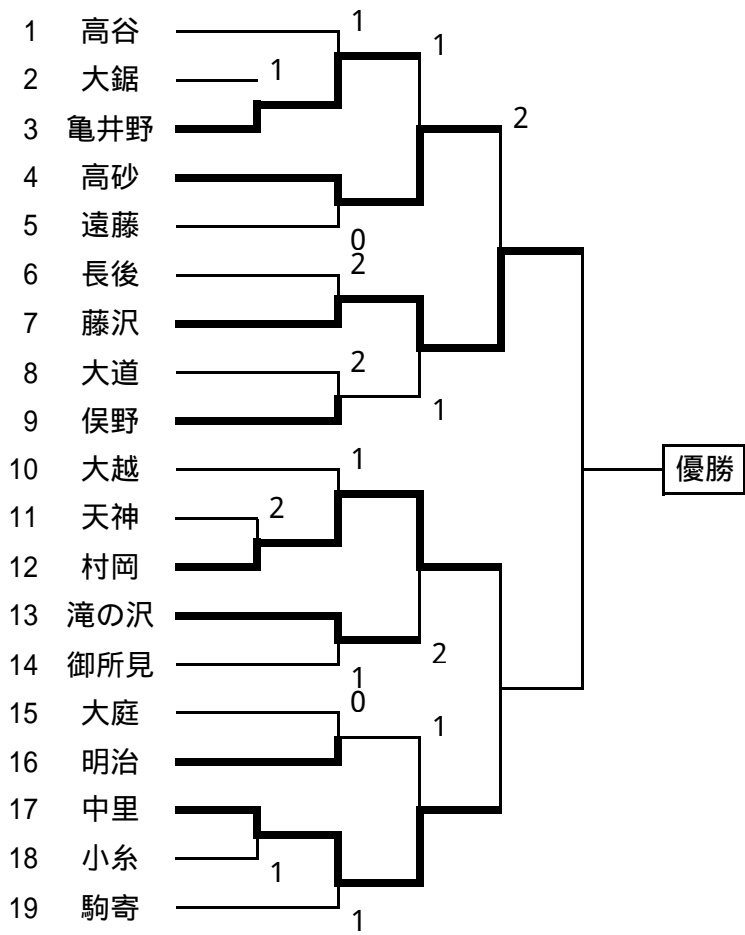 1 高谷 1
1
2 大鋸 1
3 亀井野
2
4 高砂
5 遠藤
0
6 長後 2
7 藤沢
8 大道 2
9 俣野 1
10 大越 1
優勝
11 天神 2
12 村岡
13 滝の沢
14 御所見 2
1
15 大庭 0
1
16 明治
17 中里
18 小糸 1
19 駒寄 1